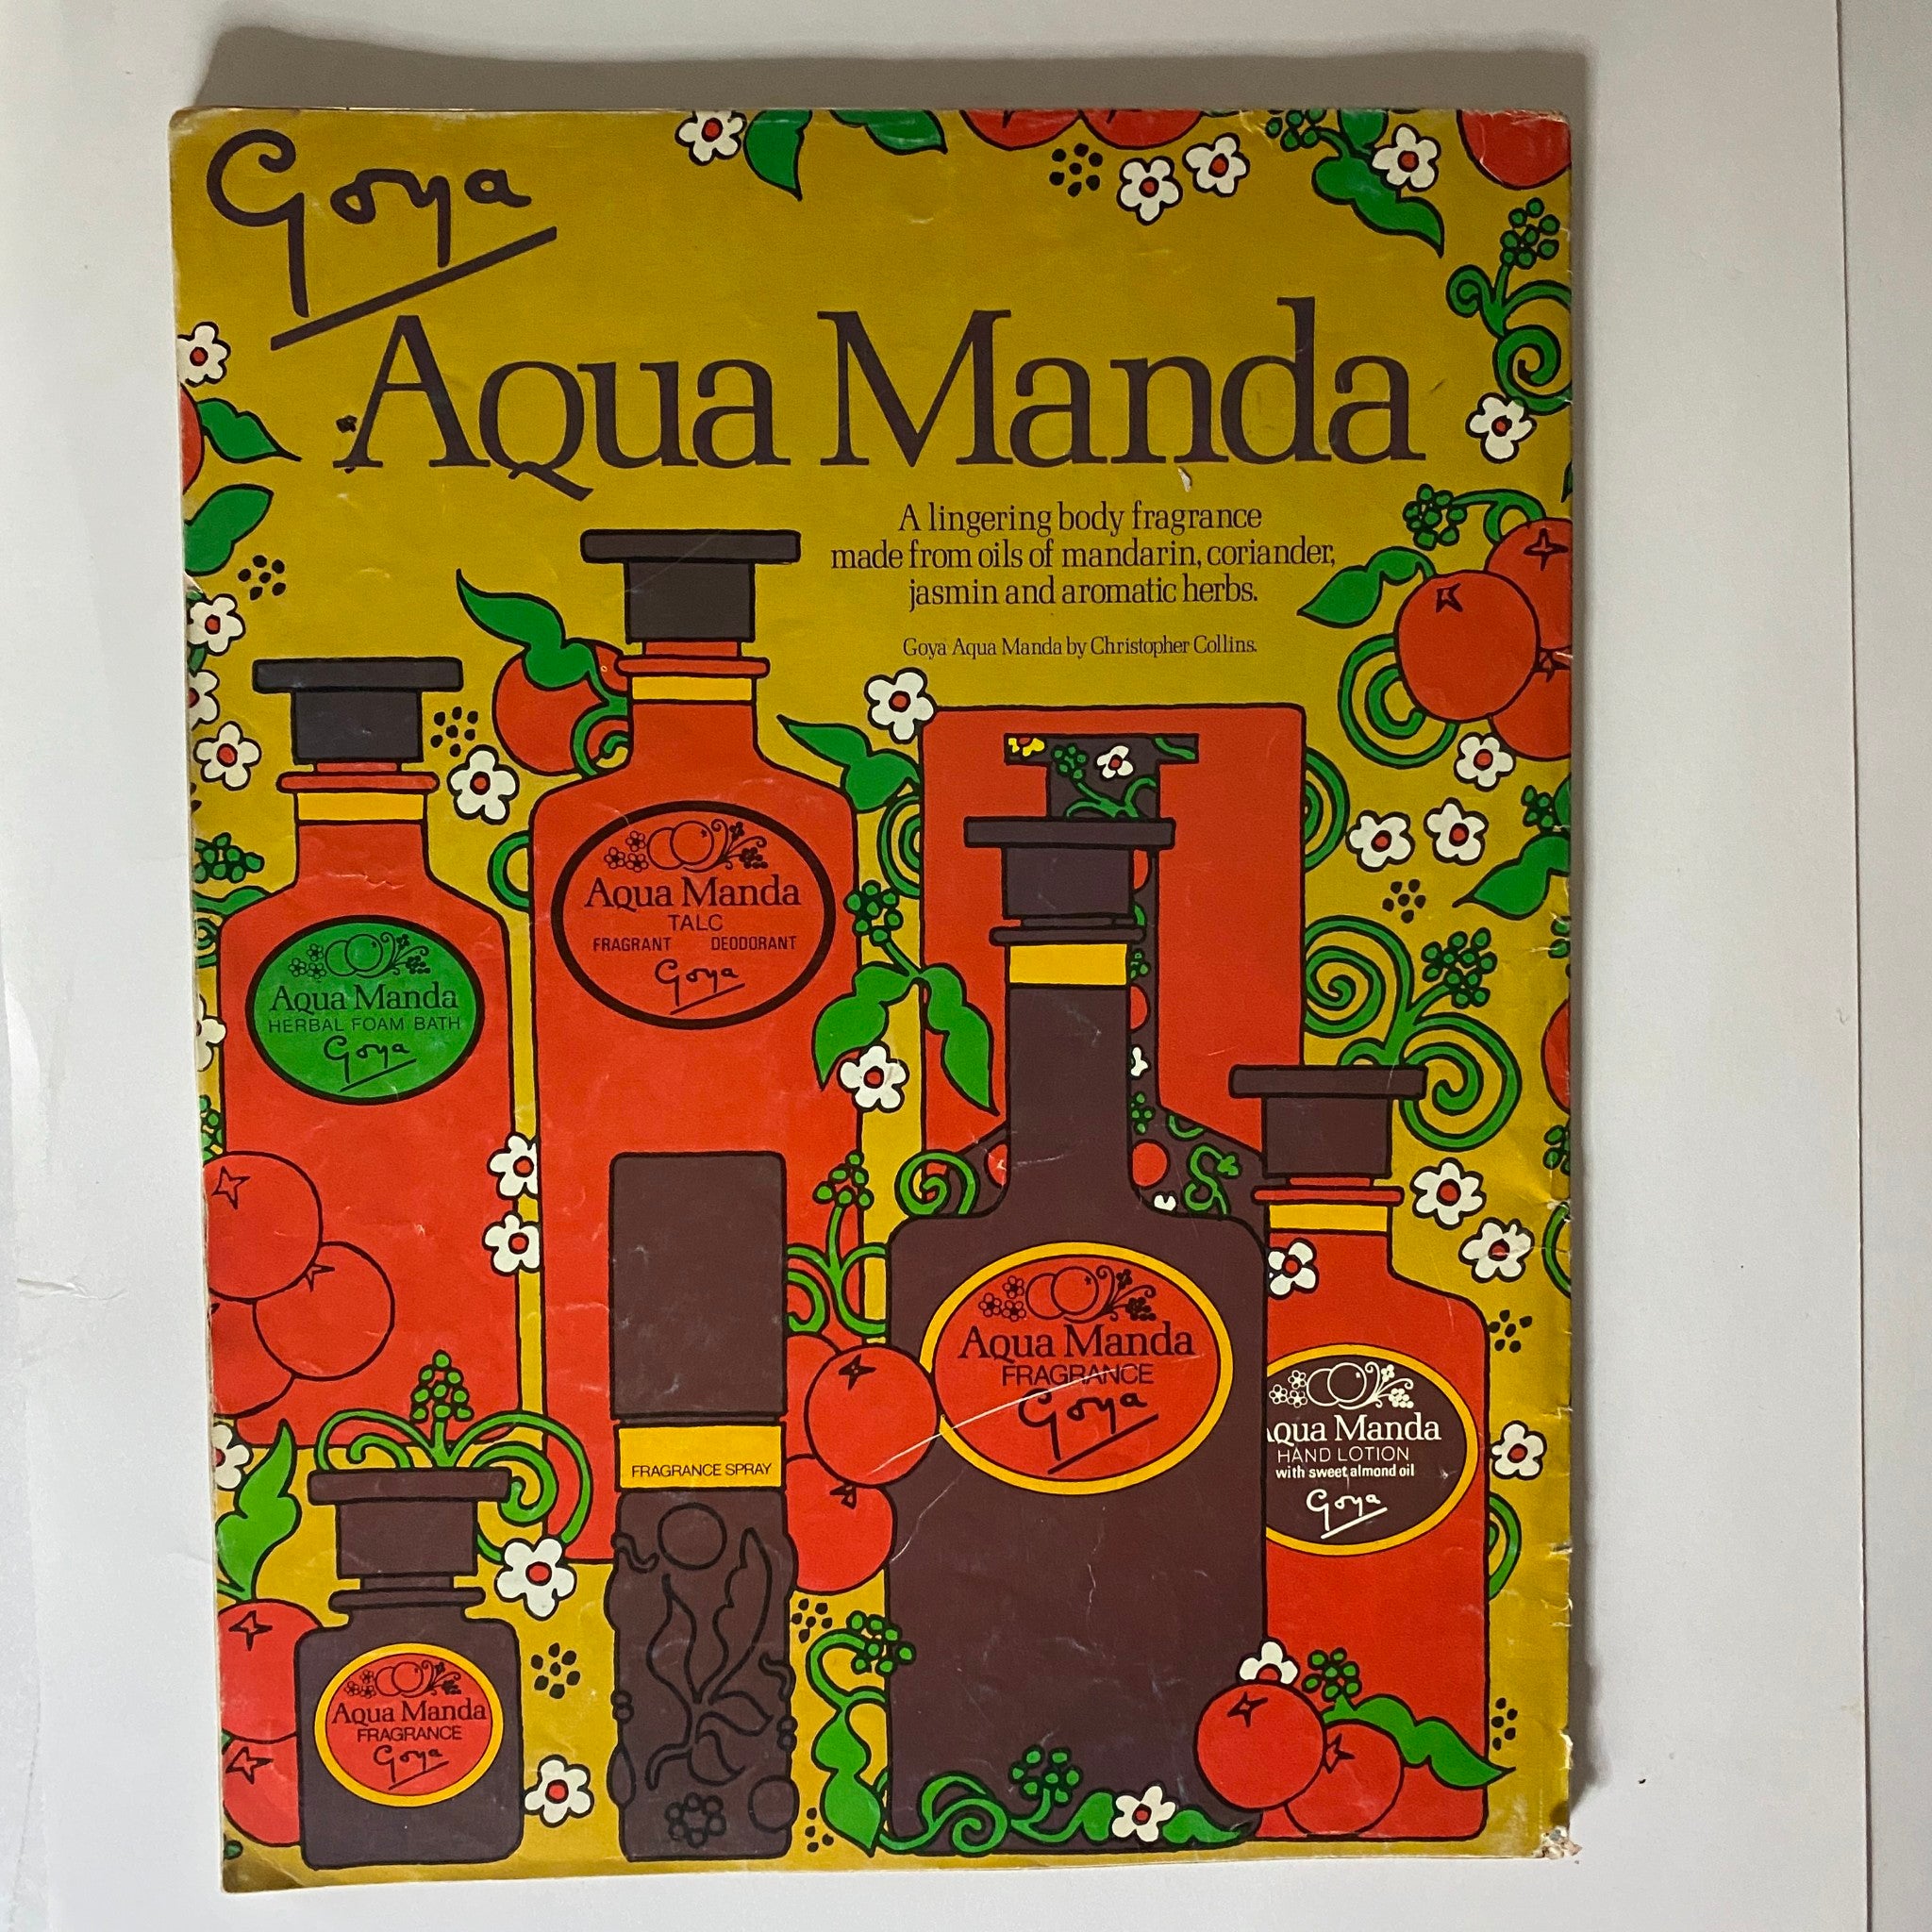 Goya
Aqua Manda
A lingering body fragrance
made from oils of mandarin, coriander,
jasmin and aromatic herbs.
Goya Aqua Manda by Christopher Collins.
Aqua Manda
TALC
FRAGRANT DEODORANT
Goya
Aqua Manda
HERBAL FOAM BATH
Goya
Aqua Manda
FRAGRANCE
Goya
Aqua Manda
HAND LOTION
with sweet almond oil
Goya
FRAGRANCE SPRAY
Aqua Manda
FRAGRANCE
Goya